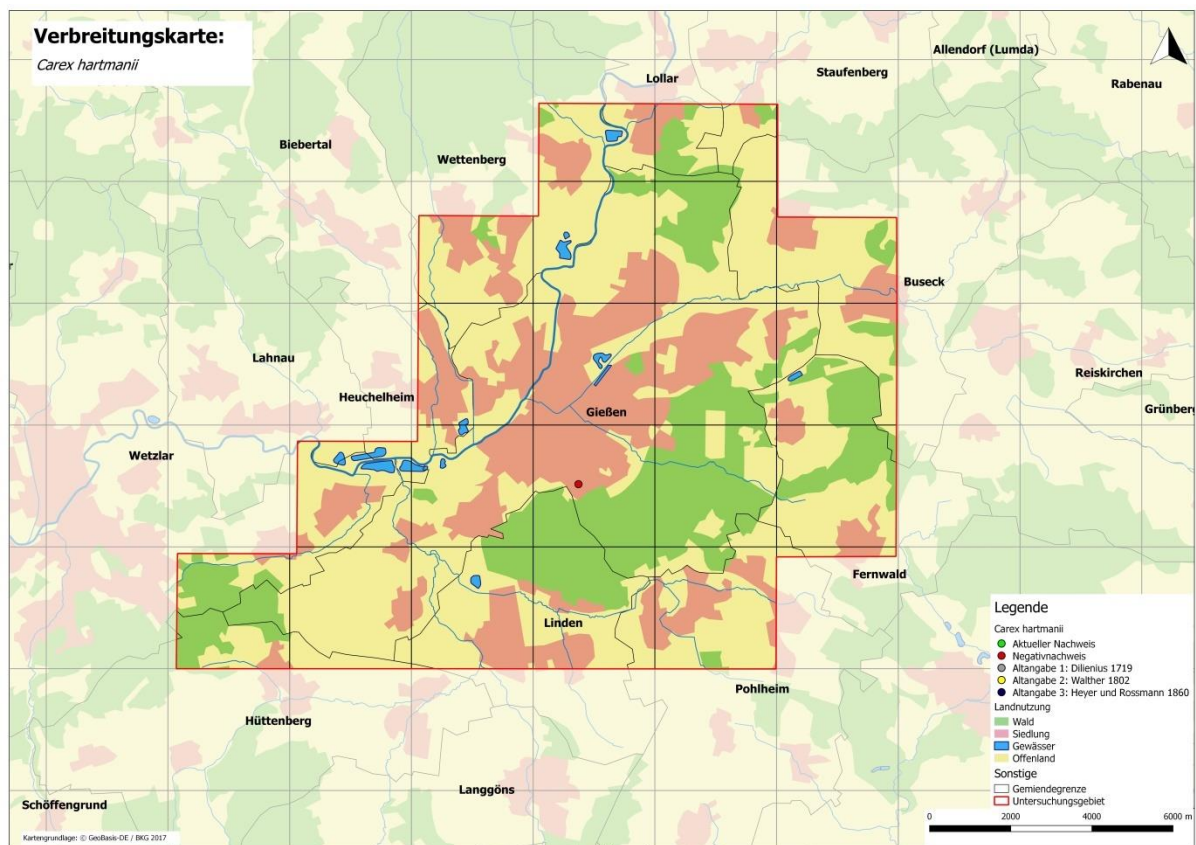 Verbreitungskarte:
Carex hartmanii
Allendorf (Lumda)
Staufenberg
Lollar
Rabenau
Biebertal
Wettenberg
Buseck
Lahnau
Reiskirchen
Heuchelheim
Grünberg
Gießen
Wetzlar
Fernwald
Linden
Pohlheim
Hüttenberg
Langgöns
Schöffengrund
Legende
Carex hartmanii
Aktueller Nachweis
Negativnachweis
Altangabe 1: Dillenius 1719
Altangabe 2: Walther 1802
Altangabe 3: Heyer und Rossmann 1860
Landnutzung
Wald
Siedlung
Gewässer
Offenland
Sonstige
Gemiendegrenze
Untersuchungsgebiet
0 2000 4000 6000 m
Kartengrundlage: © GeoBasis-DE / BKG 2017